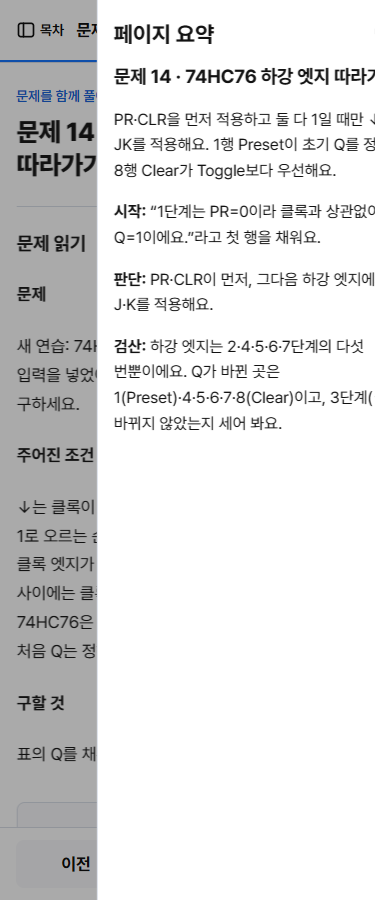 목차
문제를 함께 풀
문제 14
따라가기
문제 읽기
문제
입력을 넣었
구하세요.
주어진 조건
↓는 클록이
1로 오르는
클록 엣지가
사이에는
74HC76은
처음 Q는 정
구할 것
표의 Q를 채
이전
페이지 요약
문제 14 · 74HC76 하강 엣지 따라가
PR·CLR을 먼저 적용하고 둘 다 1일 때만
JK를 적용해요. 1행 Preset이 초기 Q를 정
8행 Clear가 Toggle보다 우선해요.
시작: “1단계는 PR=0이라 클록과 상관없이
Q=1이에요.”라고 첫 행을 채워요.
판단: PR·CLR이 먼저, 그다음 하강 엣지에
J·K를 적용해요.
검산: 하강 엣지는 2·4·5·6·7단계의 다섯
번뿐이에요. Q가 바뀐 곳은
1(Preset)·4·5·6·7·8(Clear)이고, 3단계(
바뀌지 않았는지 세어 봐요.